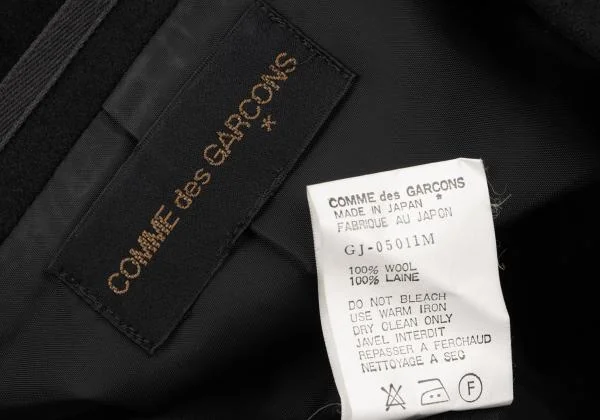 COMME des GARCONS
*
COMME des GARCONS
*
MADE IN JAPAN
FABRIQUE AU JAPON
GJ-05011M
100% WOOL
100% LAINE
DO NOT BLEACH
USE WARM IRON
DRY CLEAN ONLY
JAVEL INTERDIT
REPASSER A FERCHAUD
NETTOYAGE A SEC
F